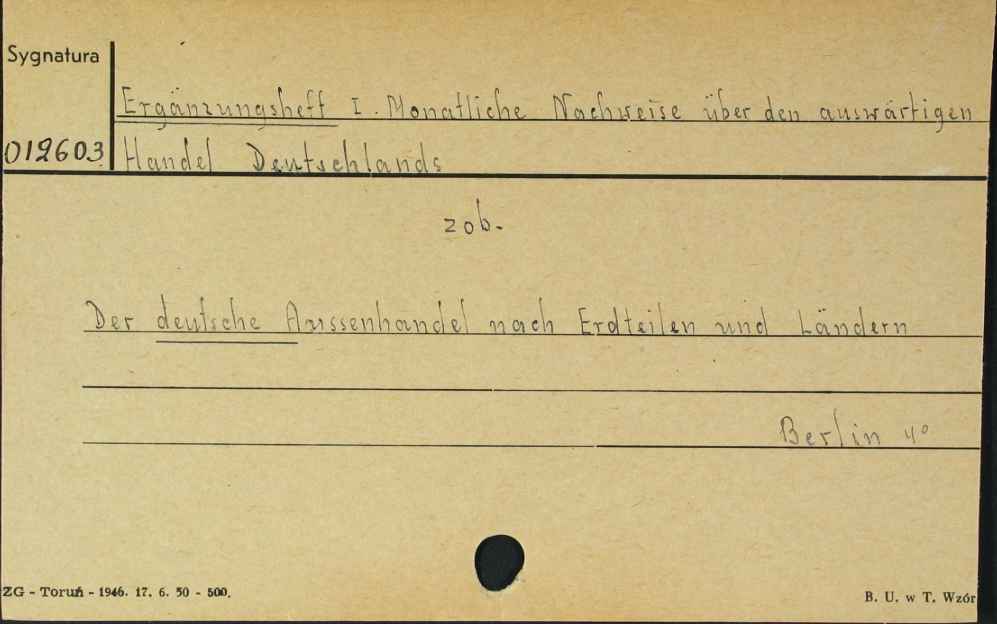 Sygnatura
Ergänzungsheft I. Monatliche Nachweise über den auswärtigen
012603 Handel Deutschlands
zob.
Der deutsche Aussenhandel nach Erdteilen und Ländern
Berlin 4°
ZG - Toruń - 1946. 17. 6. 50 - 500.
B. U. w T. Wzór